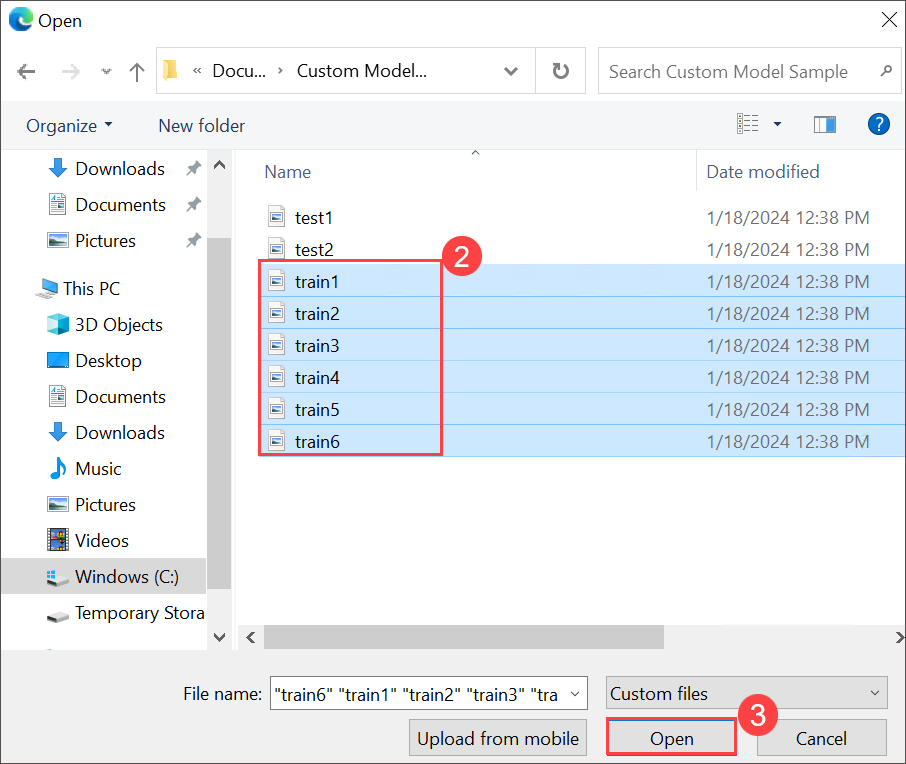 Open
« Docu... › Custom Model...
Search Custom Model Sample
Organize
New folder
?
Downloads
Documents
Pictures
This PC
3D Objects
Desktop
Documents
Downloads
Music
Pictures
Videos
Windows (C:)
Temporary Stora
Name Date modified
test1 1/18/2024 12:38 PM
test2 1/18/2024 12:38 PM
2
train1 1/18/2024 12:38 PM
train2 1/18/2024 12:38 PM
train3 1/18/2024 12:38 PM
train4 1/18/2024 12:38 PM
train5 1/18/2024 12:38 PM
train6 1/18/2024 12:38 PM
File name: "train6" "train1" "train2" "train3" "tra
Custom files
3
Upload from mobile
Open
Cancel